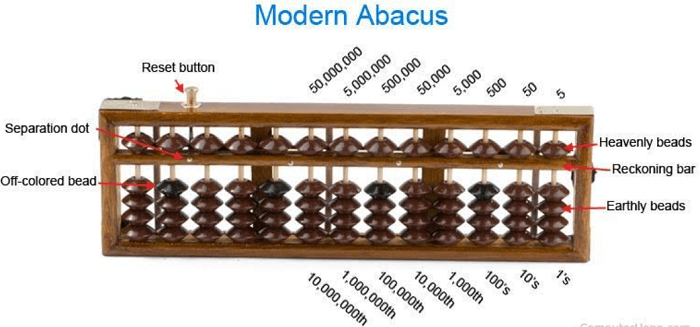 Modern Abacus
Reset button
50,000,000
5,000,000
500,000
50,000
5,000
500
50
5
Separation dot
Heavenly beads
Reckoning bar
Off-colored bead
Earthly beads
10,000,000th
1,000,000th
100,000th
10,000th
1,000th
100's
10's
1's